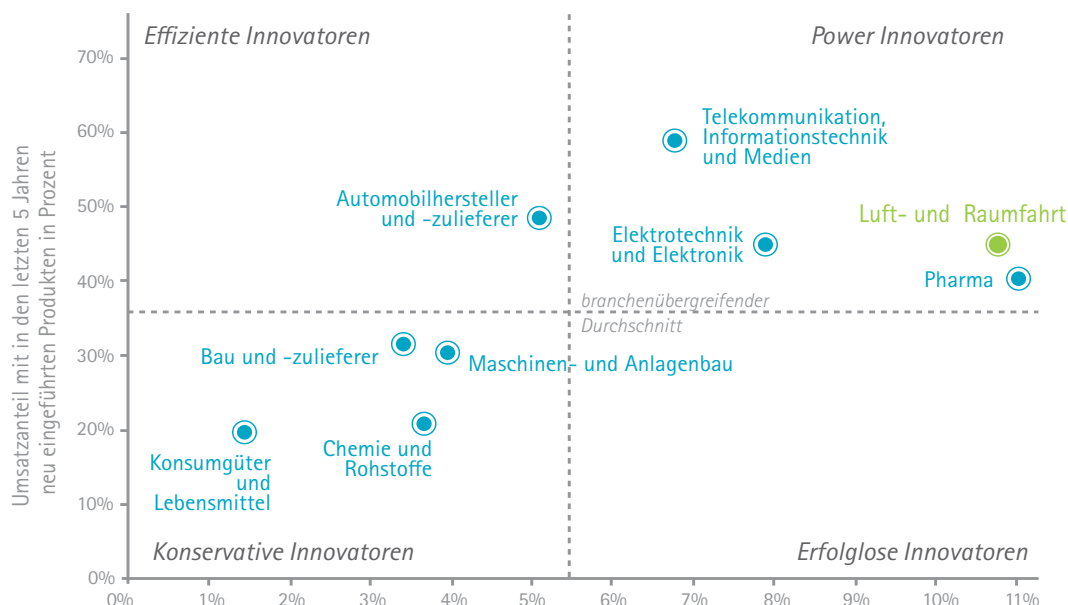 Effiziente Innovatoren
Power Innovatoren
Umsatzanteil mit in den letzten 5 Jahren
neu eingeführten Produkten in Prozent
70%
60%
50%
40%
30%
20%
10%
0%
Telekommunikation,
Informationstechnik
und Medien
Automobilhersteller
und -zulieferer
Luft- und Raumfahrt
Elektrotechnik
und Elektronik
Pharma
branchenübergreifender
Durchschnitt
Bau und -zulieferer
Maschinen- und Anlagenbau
Chemie und
Rohstoffe
Konsumgüter
und
Lebensmittel
Konservative Innovatoren
Erfolglose Innovatoren
0%
1%
2%
3%
4%
5%
6%
7%
8%
9%
10%
11%